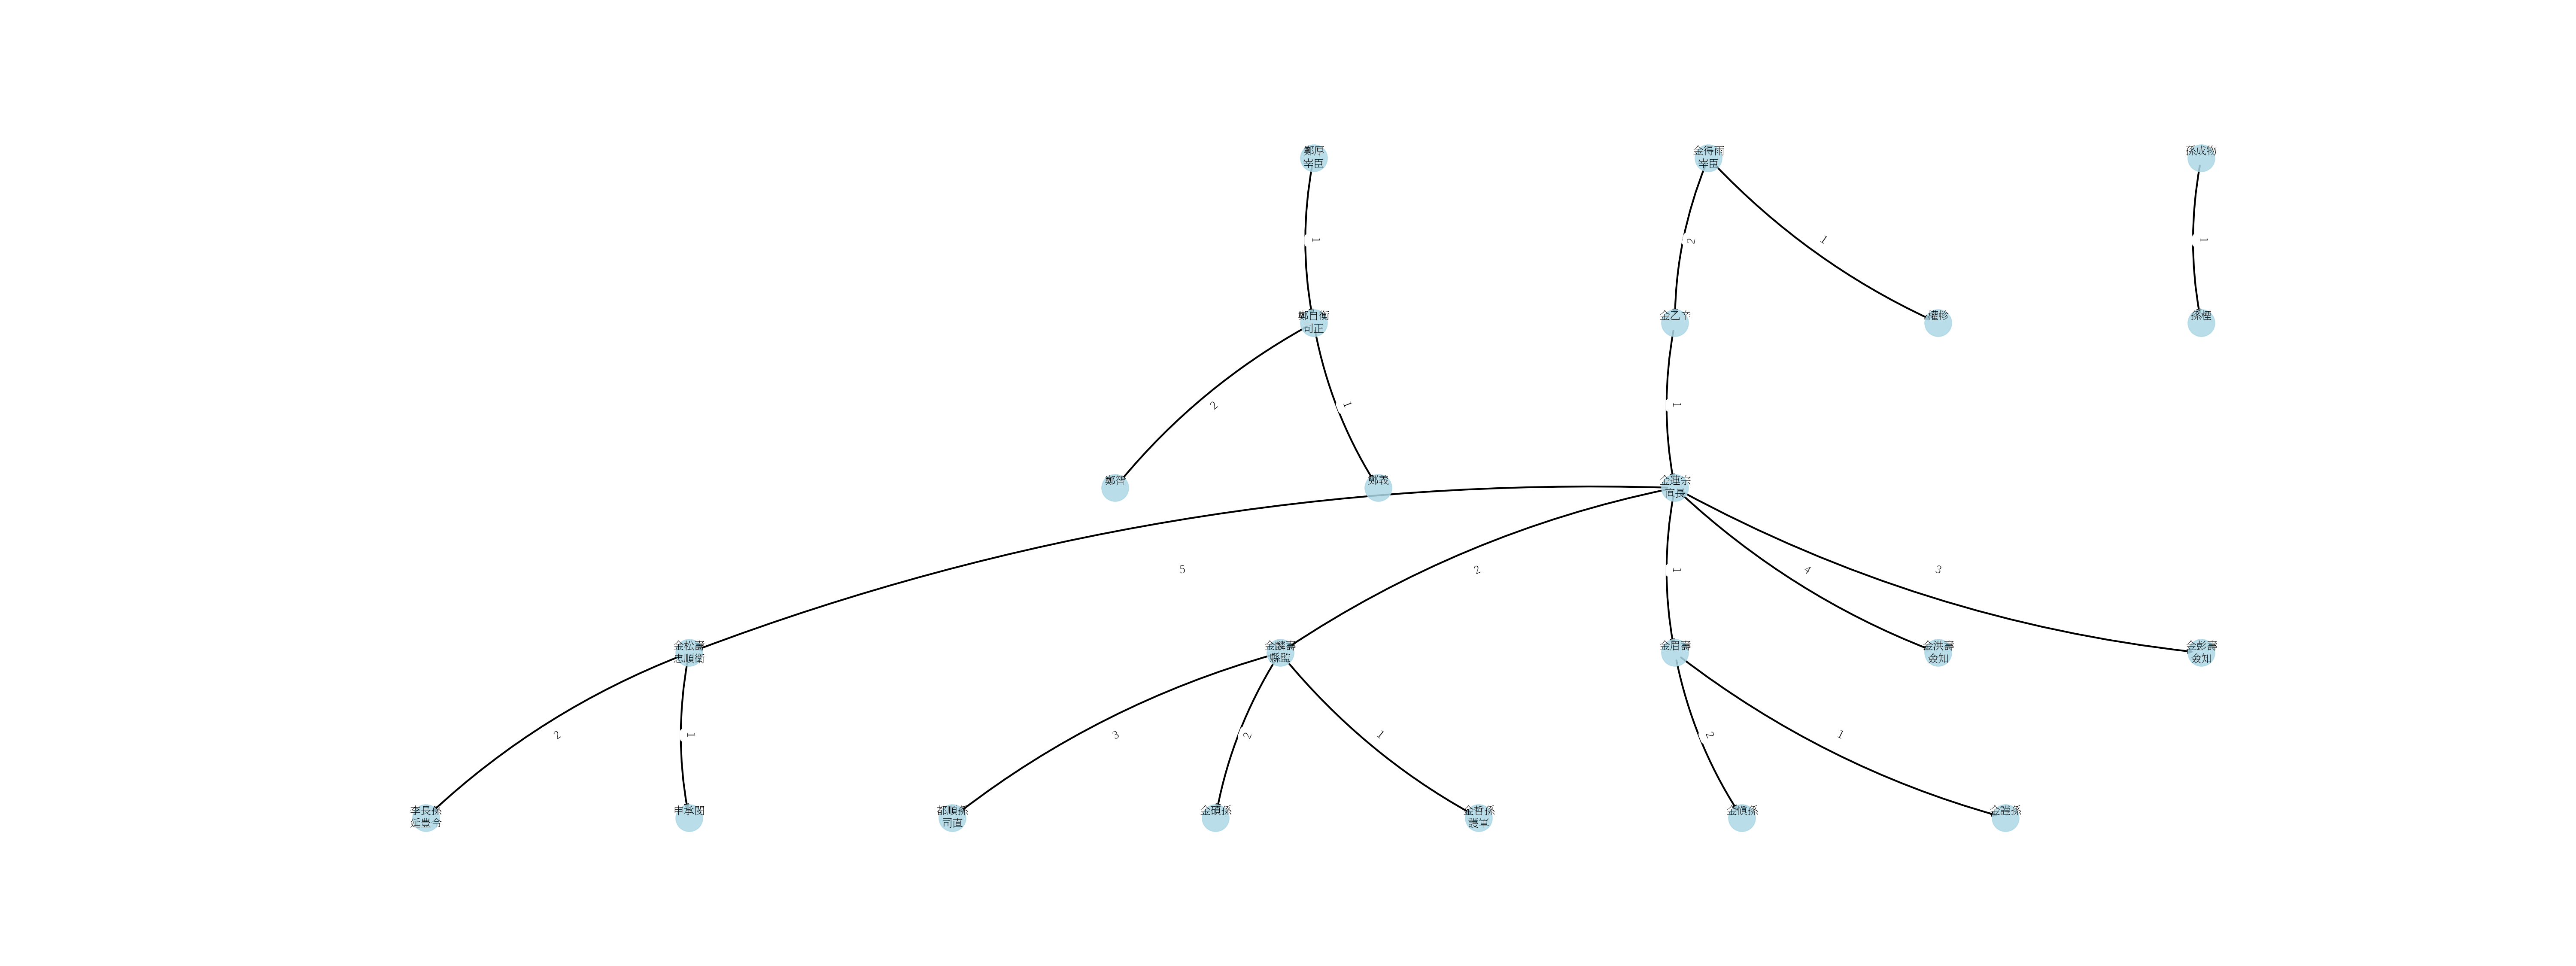 鄭厚
宰臣
金得雨
宰臣
孫成物
1
2
1
1
鄭自衡
司正
金乙辛
權軫
孫檉
2
1
1
鄭智
鄭義
金連宗
直長
5
2
1
4
3
金松壽
忠順衛
金麟壽
縣監
金眉壽
金洪壽
僉知
金彭壽
僉知
2
1
3
2
1
2
1
李長孫
延豊令
申承閔
都順孫
司直
金碩孫
金哲孫
護軍
金愼孫
金謹孫